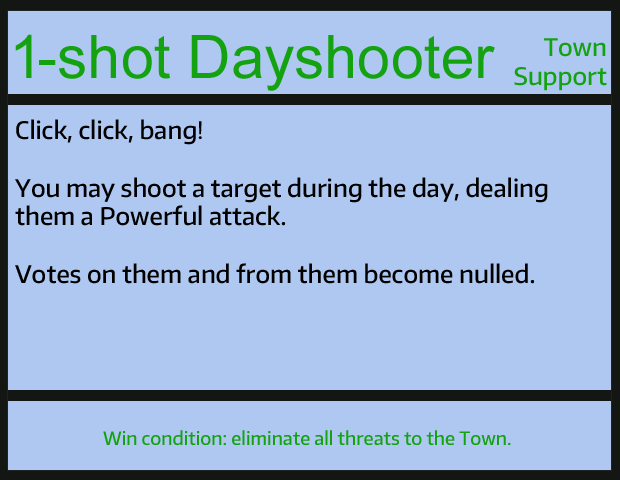 1-shot Dayshooter
Town
Support
Click, click, bang!
You may shoot a target during the day, dealing
them a Powerful attack.
Votes on them and from them become nulled.
Win condition: eliminate all threats to the Town.